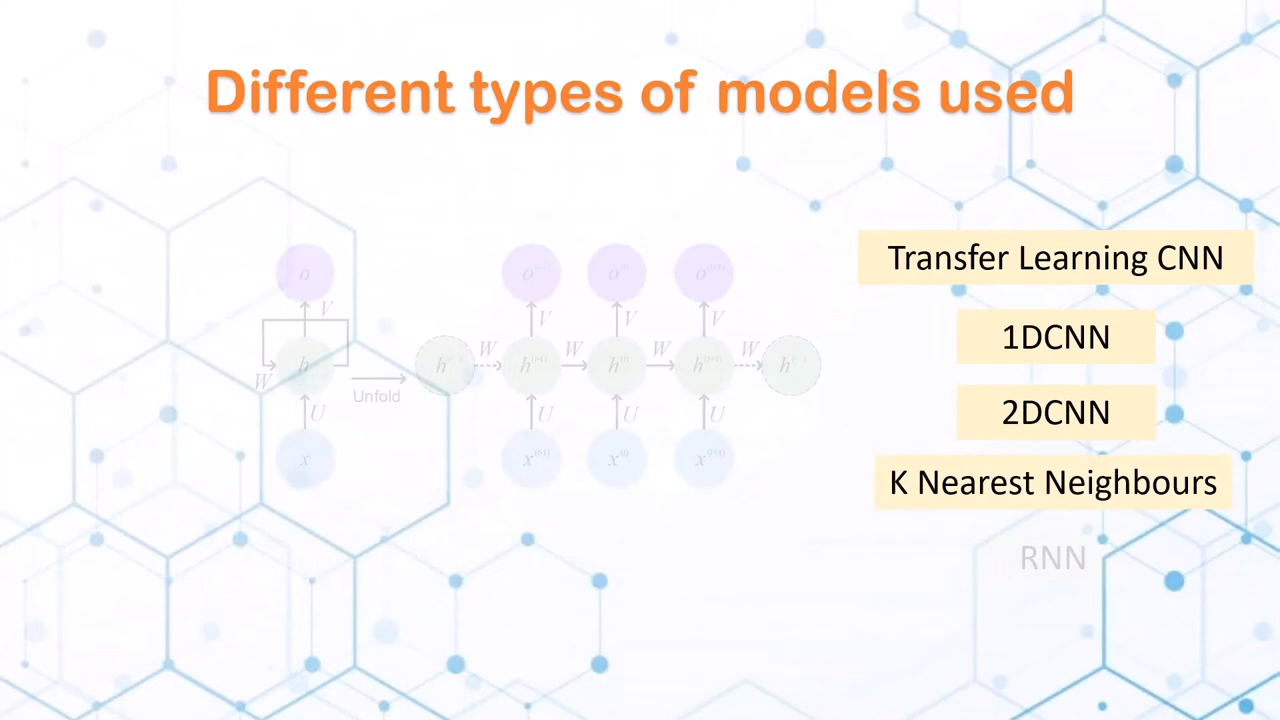 Different types of models used
Transfer Learning CNN
1DCNN
2DCNN
K Nearest Neighbours
RNN
o
V
h
W
Unfold
U
x
o
o
o
V
V
V
h
W
h
W
h
W
h
W
h
U
U
U
x
x
x